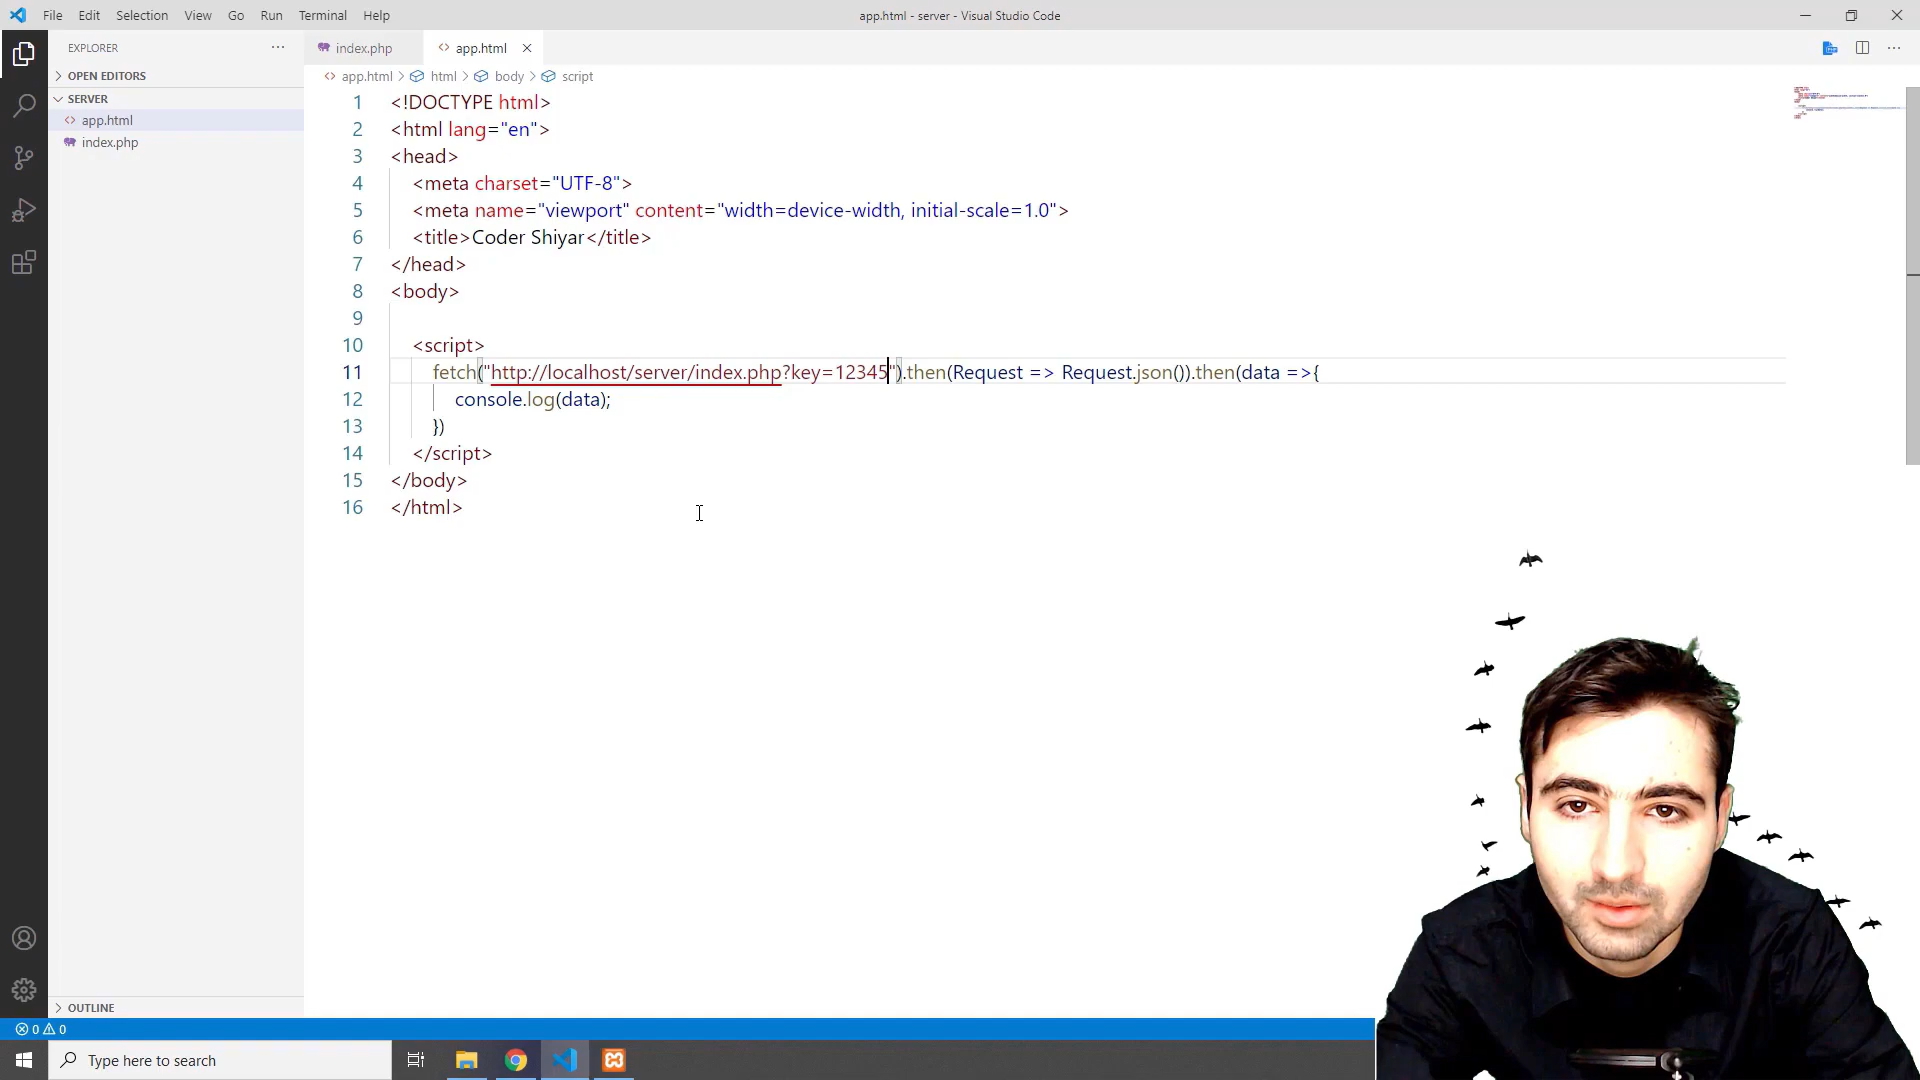 File Edit Selection View Go Run Terminal Help
app.html - server - Visual Studio Code
EXPLORER
OPEN EDITORS
SERVER
app.html
index.php
index.php
app.html
app.html > html > body > script
1 <!DOCTYPE html>
2 <html lang="en">
3 <head>
4 <meta charset="UTF-8">
5 <meta name="viewport" content="width=device-width, initial-scale=1.0">
6 <title>Coder Shiyar</title>
7 </head>
8 <body>
9
10 <script>
11 fetch("http://localhost/server/index.php?key=12345").then(Request => Request.json()).then(data =>{
12 console.log(data);
13 })
14 </script>
15 </body>
16 </html>
OUTLINE
0 0
Type here to search